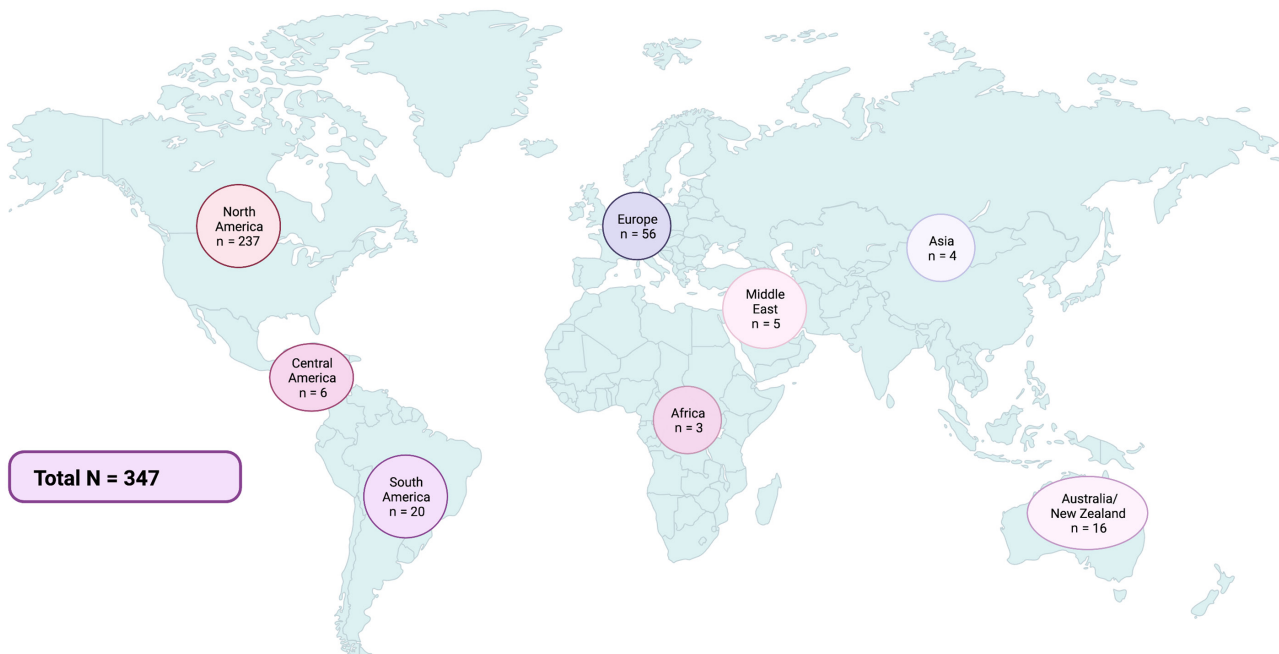 North
America
n = 237
Europe
n = 56
Asia
n = 4
Middle
East
n = 5
Central
America
n = 6
Africa
n = 3
Total N = 347
South
America
n = 20
Australia/
New Zealand
n = 16